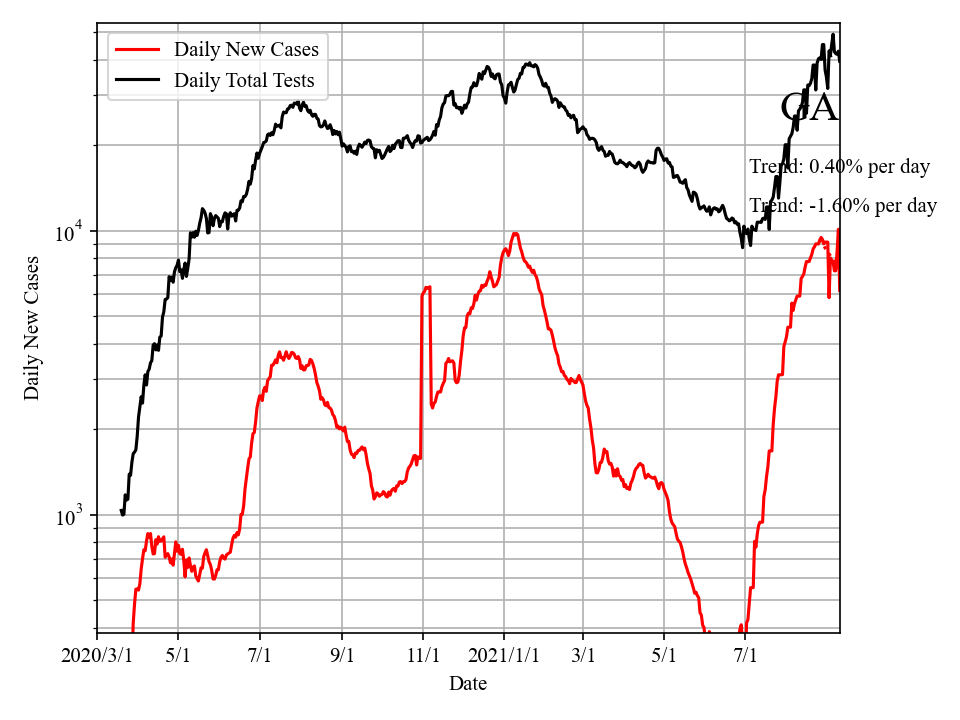 Daily New Cases
Daily Total Tests
GA
Trend: 0.40% per day
Trend: -1.60% per day
10^4
10^3
Daily New Cases
2020/3/1 5/1 7/1 9/1 11/1 2021/1/1 3/1 5/1 7/1
Date